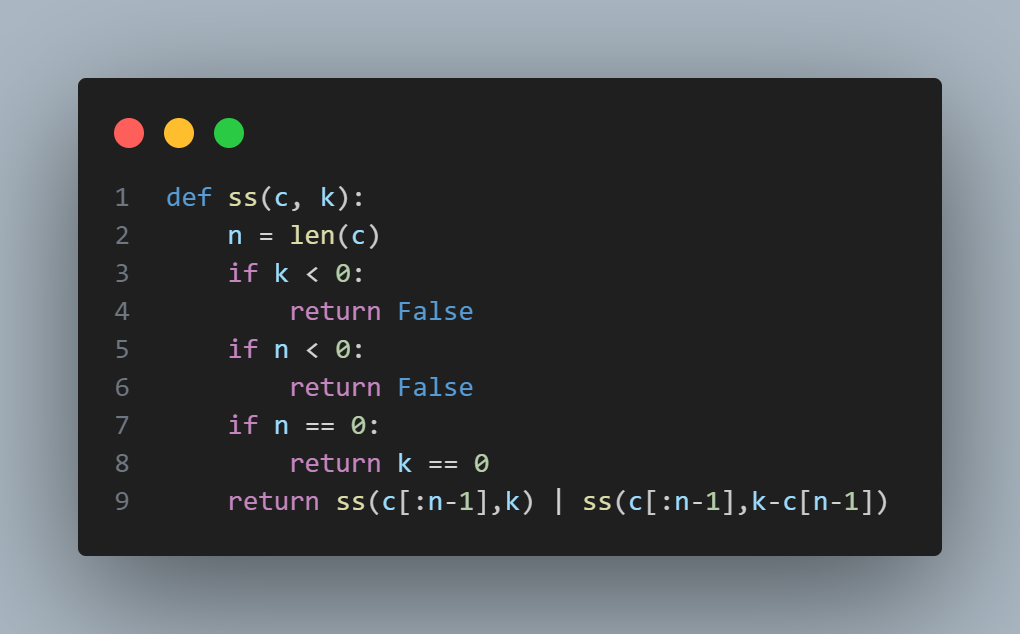 1 def ss(c, k):
2     n = len(c)
3     if k < 0:
4         return False
5     if n < 0:
6         return False
7     if n == 0:
8         return k == 0
9     return ss(c[:n-1],k) | ss(c[:n-1],k-c[n-1])